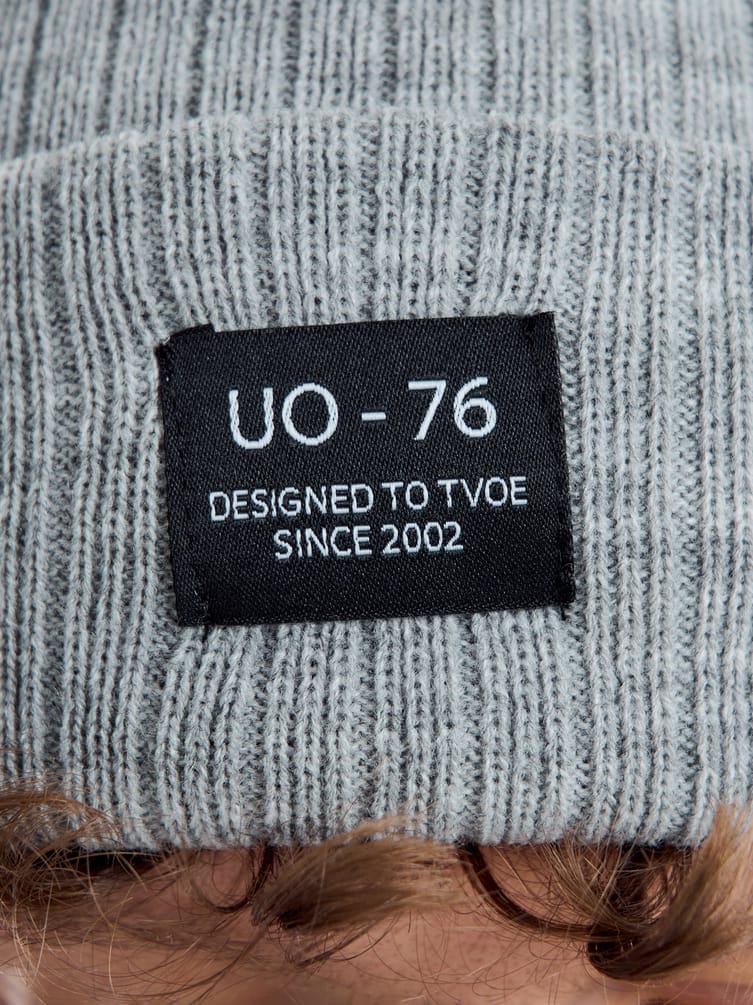 UO - 76
DESIGNED TO TVOE
SINCE 2002